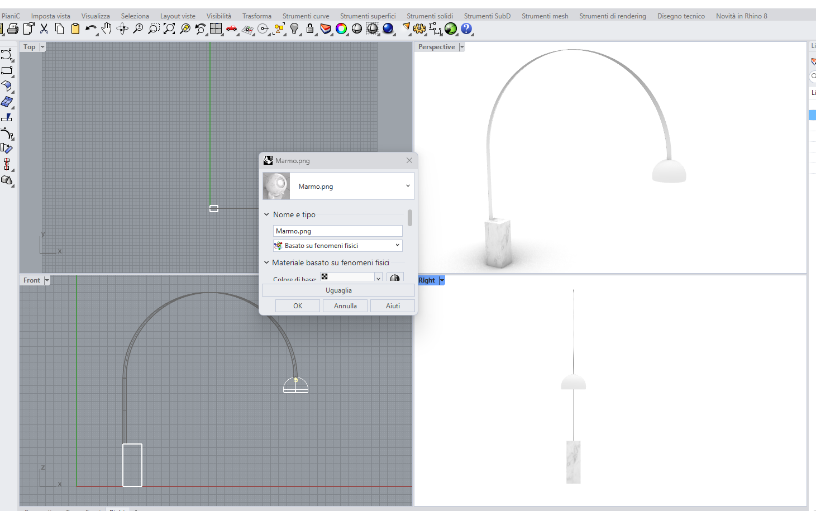 PianiC Imposta vista Visualizza Seleziona Layout viste Visibilità Trasforma Strumenti curve Strumenti superfici Strumenti solidi Strumenti SubD Strumenti mesh Strumenti di rendering Disegno tecnico Novità in Rhino 8
Top
Perspective
Marmo.png
Marmo.png
Nome e tipo
Marmo.png
Basato su fenomeni fisici
Materiale basato su fenomeni fisici
Colore di base:
Uguaglia
OK Annulla Aiuti
Y
x
Front
Right
Z
x